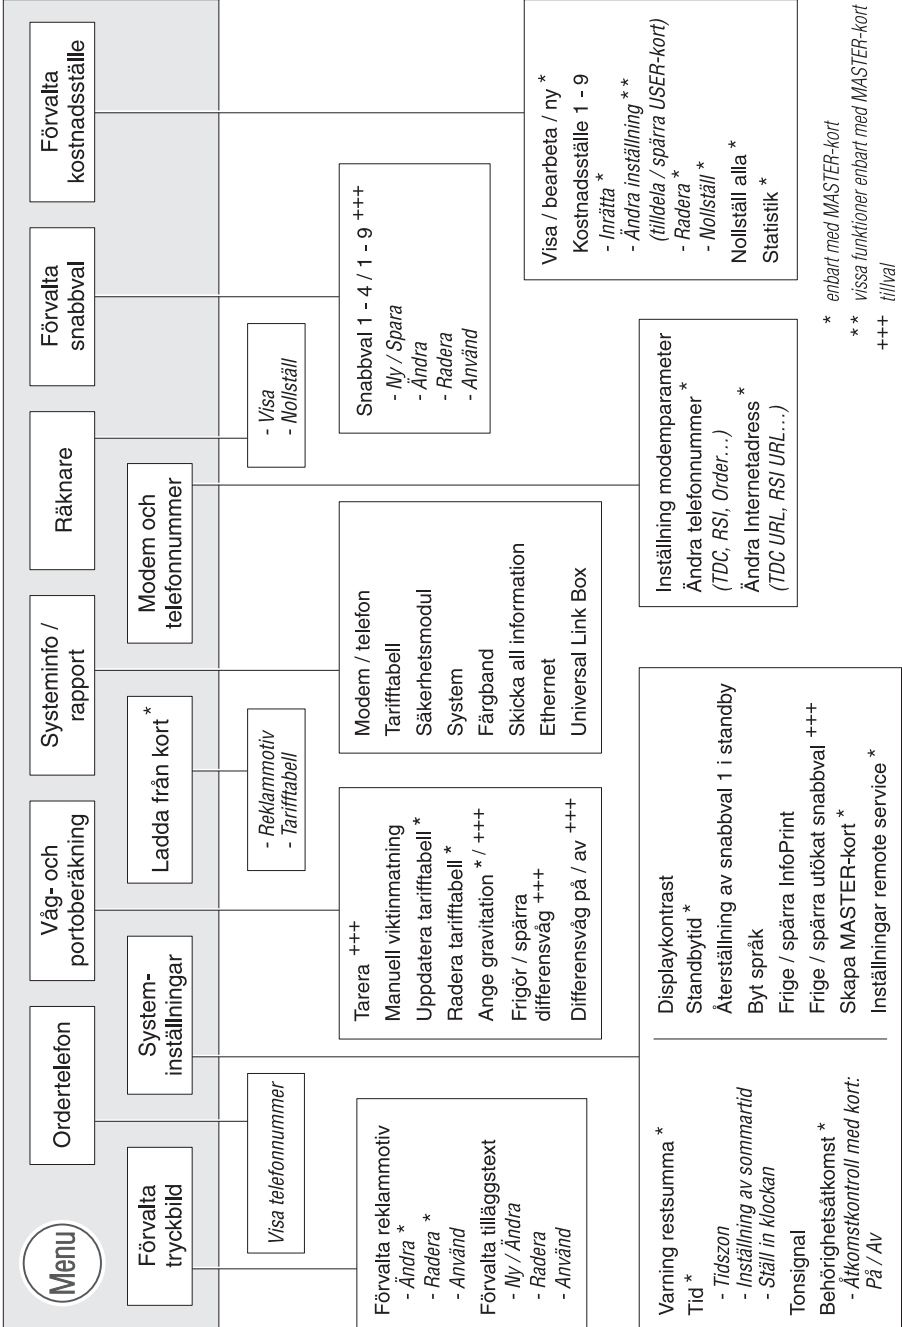 Menu
Förvalta
tryckbild
Ordertelefon
System-
inställningar
Våg- och
portoberäkning
Ladda från kort *
Systeminfo /
rapport
Modem och
telefonnummer
Räknare
Förvalta
snabbval
Förvalta
kostnadsställe
Visa telefonnummer
- Reklammotiv
- Tarifftabell
- Visa
- Nollställ
Förvalta reklammotiv
- Ändra *
- Radera *
- Använd
Förvalta tilläggstext
- Ny / Ändra
- Radera
- Använd
Tarera +++
Manuell viktinmatning
Uppdatera tarifftabell *
Radera tarifftabell *
Ange gravitation * / +++
Frigör / spärra
differensvåg +++
Differensvåg på / av +++
Modem / telefon
Tarifftabell
Säkerhetsmodul
System
Färgband
Skicka all information
Ethernet
Universal Link Box
Snabbval 1 - 4 / 1 - 9 +++
- Ny / Spara
- Ändra
- Radera
- Använd
Visa / bearbeta / ny *
Kostnadsställe 1 - 9
- Inrätta *
- Ändra inställning * *
(tilldela / spärra USER-kort)
- Radera *
- Nollställ *
Nollställ alla *
Statistik *
Varning restsumma *
Tid *
- Tidszon
- Inställning av sommartid
- Ställ in klockan
Tonsignal
Behörighetsåtkomst *
- Åtkomstkontroll med kort:
På / Av
Displaykontrast
Standbytid *
Återställning av snabbval 1 i standby
Byt språk
Frige / spärra InfoPrint
Frige / spärra utökat snabbval +++
Skapa MASTER-kort *
Inställningar remote service *
Inställning modemparameter
Ändra telefonnummer *
(TDC, RSI, Order…)
Ändra Internetadress *
(TDC URL, RSI URL…)
* enbart med MASTER-kort
* * vissa funktioner enbart med MASTER-kort
+++ tillval